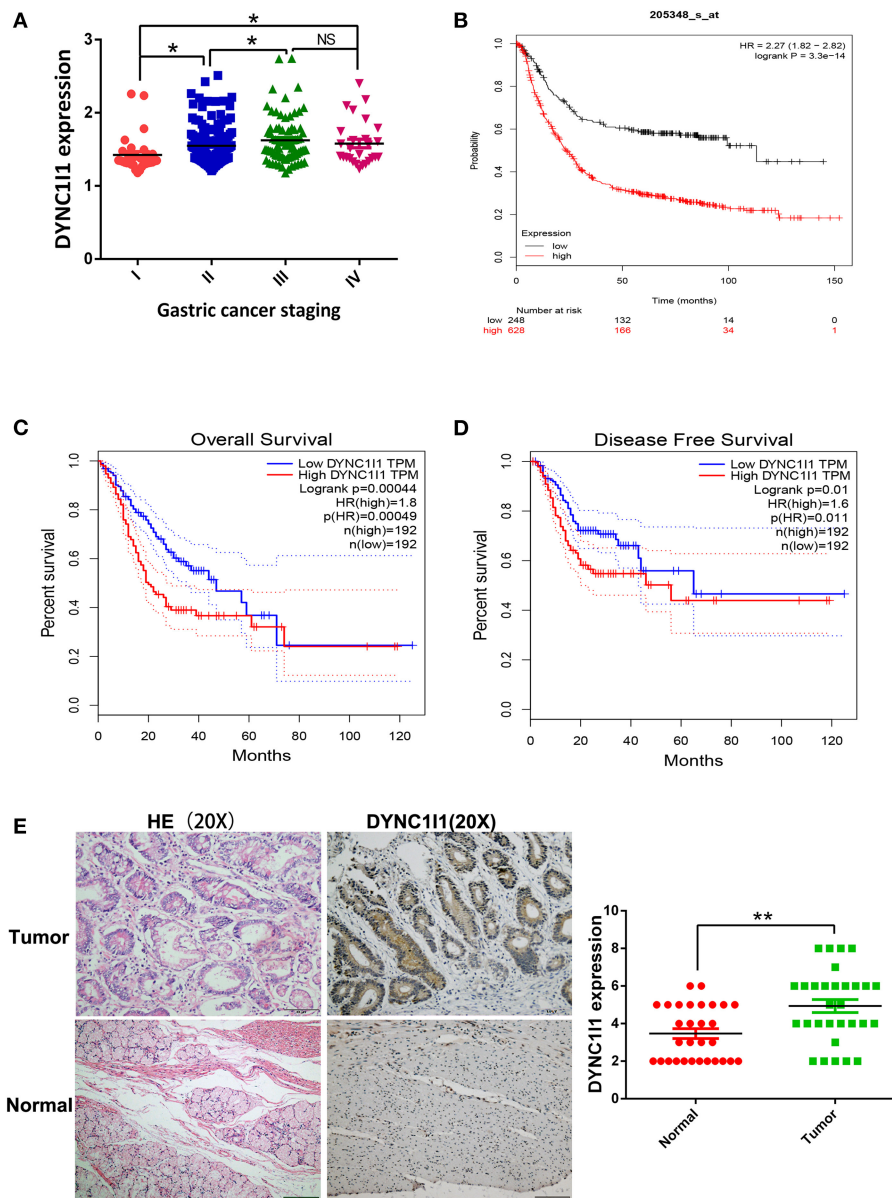 A
DYNC1I1 expression
3
2
1
0
*
*
*
NS
I
II
III
IV
Gastric cancer staging
B
205348_s_at
HR = 2.27 (1.82 − 2.82)
logrank P = 3.3e−14
Probability
1.0
0.8
0.6
0.4
0.2
0.0
Expression
low
high
0
50
100
150
Time (months)
Number at risk
low 248 132 14 0
high 628 166 34 1
C
Overall Survival
Low DYNC1I1 TPM
High DYNC1I1 TPM
Logrank p=0.00044
HR(high)=1.8
p(HR)=0.00049
n(high)=192
n(low)=192
Percent survival
1.0
0.8
0.6
0.4
0.2
0.0
0 20 40 60 80 100 120
Months
D
Disease Free Survival
Low DYNC1I1 TPM
High DYNC1I1 TPM
Logrank p=0.01
HR(high)=1.6
p(HR)=0.011
n(high)=192
n(low)=192
Percent survival
1.0
0.8
0.6
0.4
0.2
0.0
0 20 40 60 80 100 120
Months
E
HE（20X）
DYNC1I1(20X)
Tumor
Normal
DYNC1I1 expression
10
8
6
4
2
0
**
Normal
Tumor